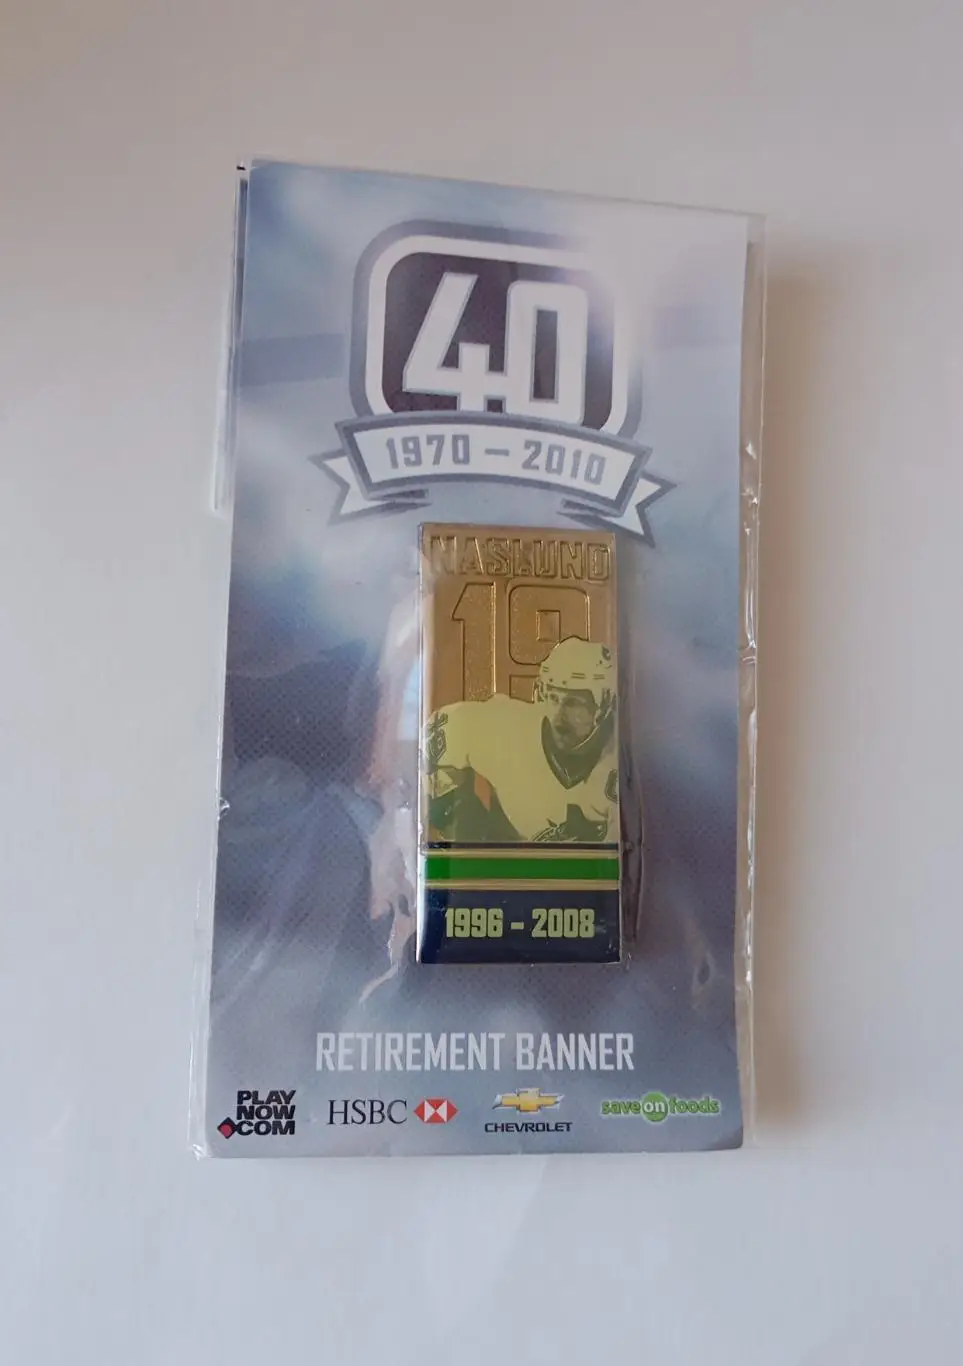 40
1970 – 2010
NASLUND
19
1996 - 2008
RETIREMENT BANNER
PLAY
NOW
.COM
HSBC
CHEVROLET
save on foods